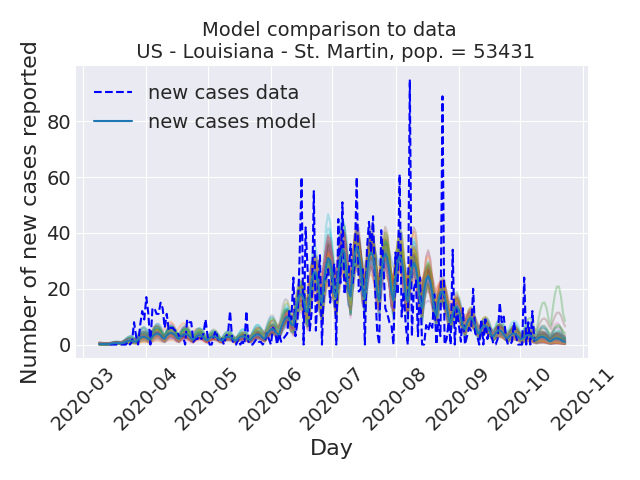 Model comparison to data
US - Louisiana - St. Martin, pop. = 53431
Number of new cases reported
new cases data
new cases model
80
60
40
20
0
2020-03
2020-04
2020-05
2020-06
2020-07
2020-08
2020-09
2020-10
2020-11
Day